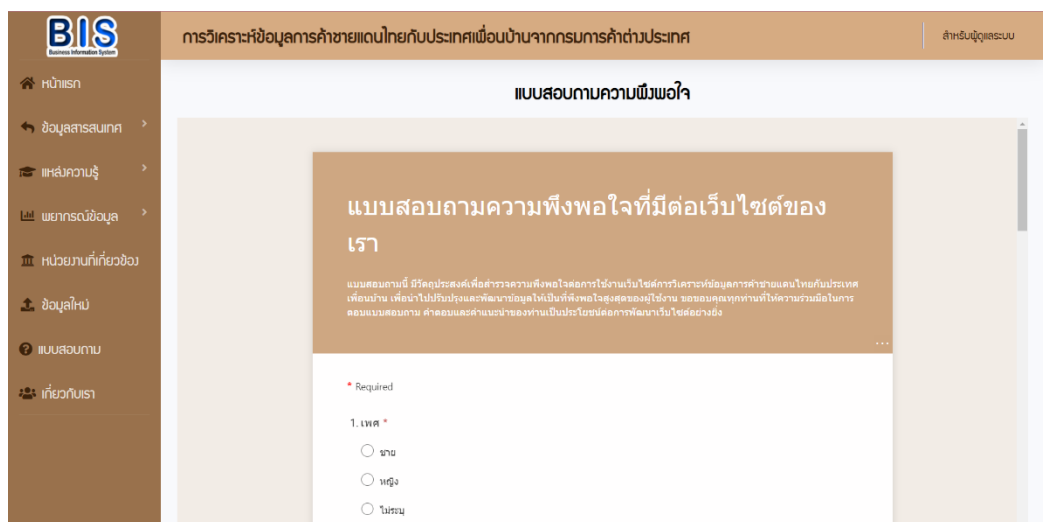 BIS
Business Information System
การวิเคราะห์ข้อมูลการค้าชายแดนไทยกับประเทศเพื่อนบ้านจากกรมการค้าต่างประเทศ
สำหรับผู้ดูแลระบบ
หน้าแรก
ข้อมูลสารสนเทศ
แหล่งความรู้
พยากรณ์ข้อมูล
หน่วยงานที่เกี่ยวข้อง
ข้อมูลใหม่
แบบสอบถาม
เกี่ยวกับเรา
แบบสอบถามความพึงพอใจ
แบบสอบถามความพึงพอใจที่มีต่อเว็บไซต์ของ
เรา
แบบสอบถามนี้ มีวัตถุประสงค์เพื่อสำรวจความพึงพอใจต่อการใช้งานเว็บไซต์การวิเคราะห์ข้อมูลการค้าชายแดนไทยกับประเทศ
เพื่อนบ้าน เพื่อนำไปปรับปรุงและพัฒนาข้อมูลให้เป็นที่พึงพอใจสูงสุดของผู้ใช้งาน ขอขอบคุณทุกท่านที่ให้ความร่วมมือในการ
ตอบแบบสอบถาม คำตอบและคำแนะนำของท่านเป็นประโยชน์ต่อการพัฒนาเว็บไซต์อย่างยิ่ง
* Required
1. เพศ *
ชาย
หญิง
ไม่ระบุ